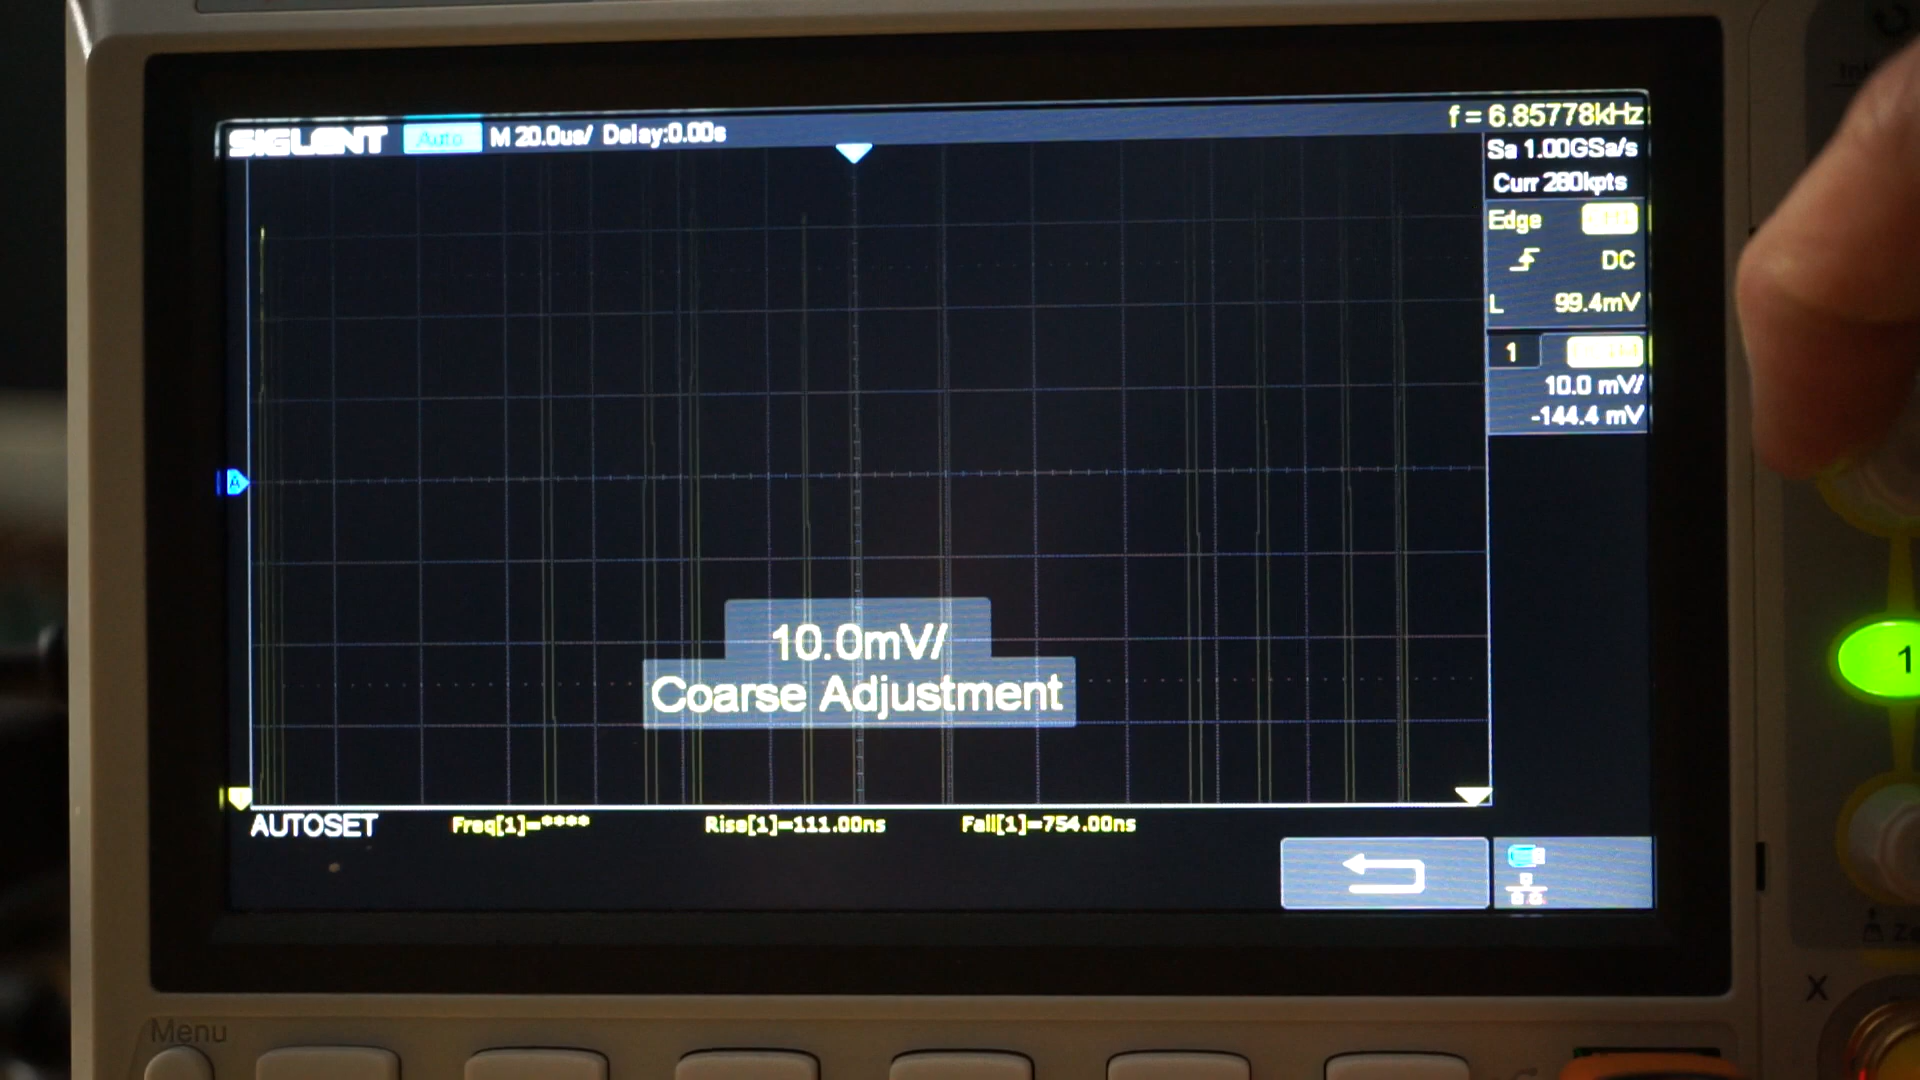 SIGLENT Auto M 20.0us/ Delay:0.00s
f = 6.85778kHz
Sa 1.00GSa/s
Curr 280kpts
Edge CH1
DC
L 99.4mV
1
10.0 mV/
-144.4 mV
A
10.0mV/
Coarse Adjustment
AUTOSET Freq[1]=**** Rise[1]=111.00ns Fall[1]=754.00ns
1
X
Menu